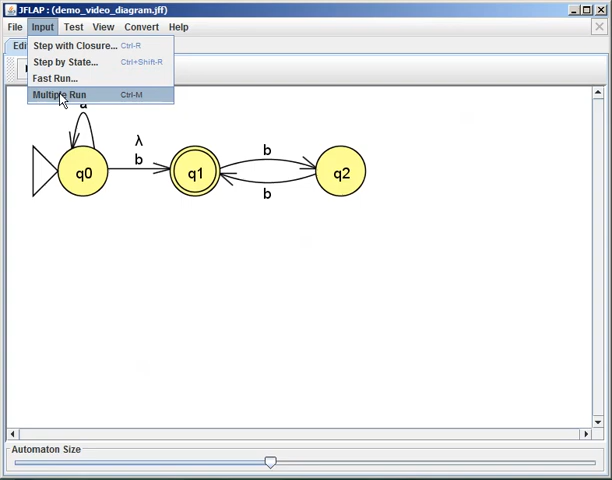 JFLAP : (demo_video_diagram.jff)
File Input Test View Convert Help
Edi
Step with Closure... Ctrl-R
Step by State... Ctrl+Shift-R
Fast Run...
Multiple Run Ctrl-M
a
λ
b
b
q0
q1
q2
b
Automaton Size